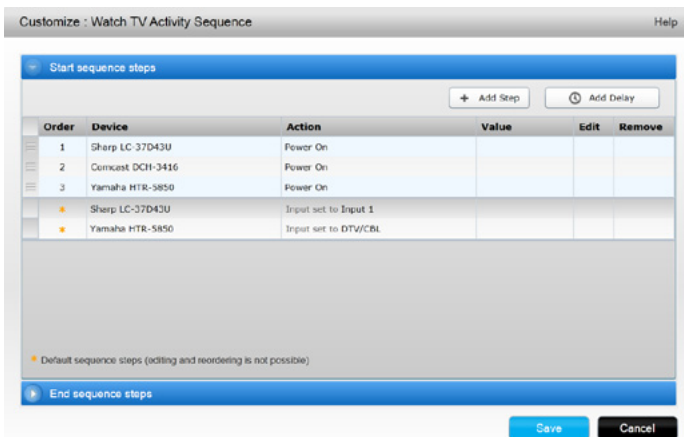 Customize : Watch TV Activity Sequence Help
Start sequence steps
+ Add Step Add Delay
Order Device Action Value Edit Remove
1 Sharp LC-37D43U Power On
2 Comcast DCH-3416 Power On
3 Yamaha HTR-5850 Power On
* Sharp LC-37D43U Input set to Input 1
* Yamaha HTR-5850 Input set to DTV/CBL
* Default sequence steps (editing and reordering is not possible)
End sequence steps
Save Cancel